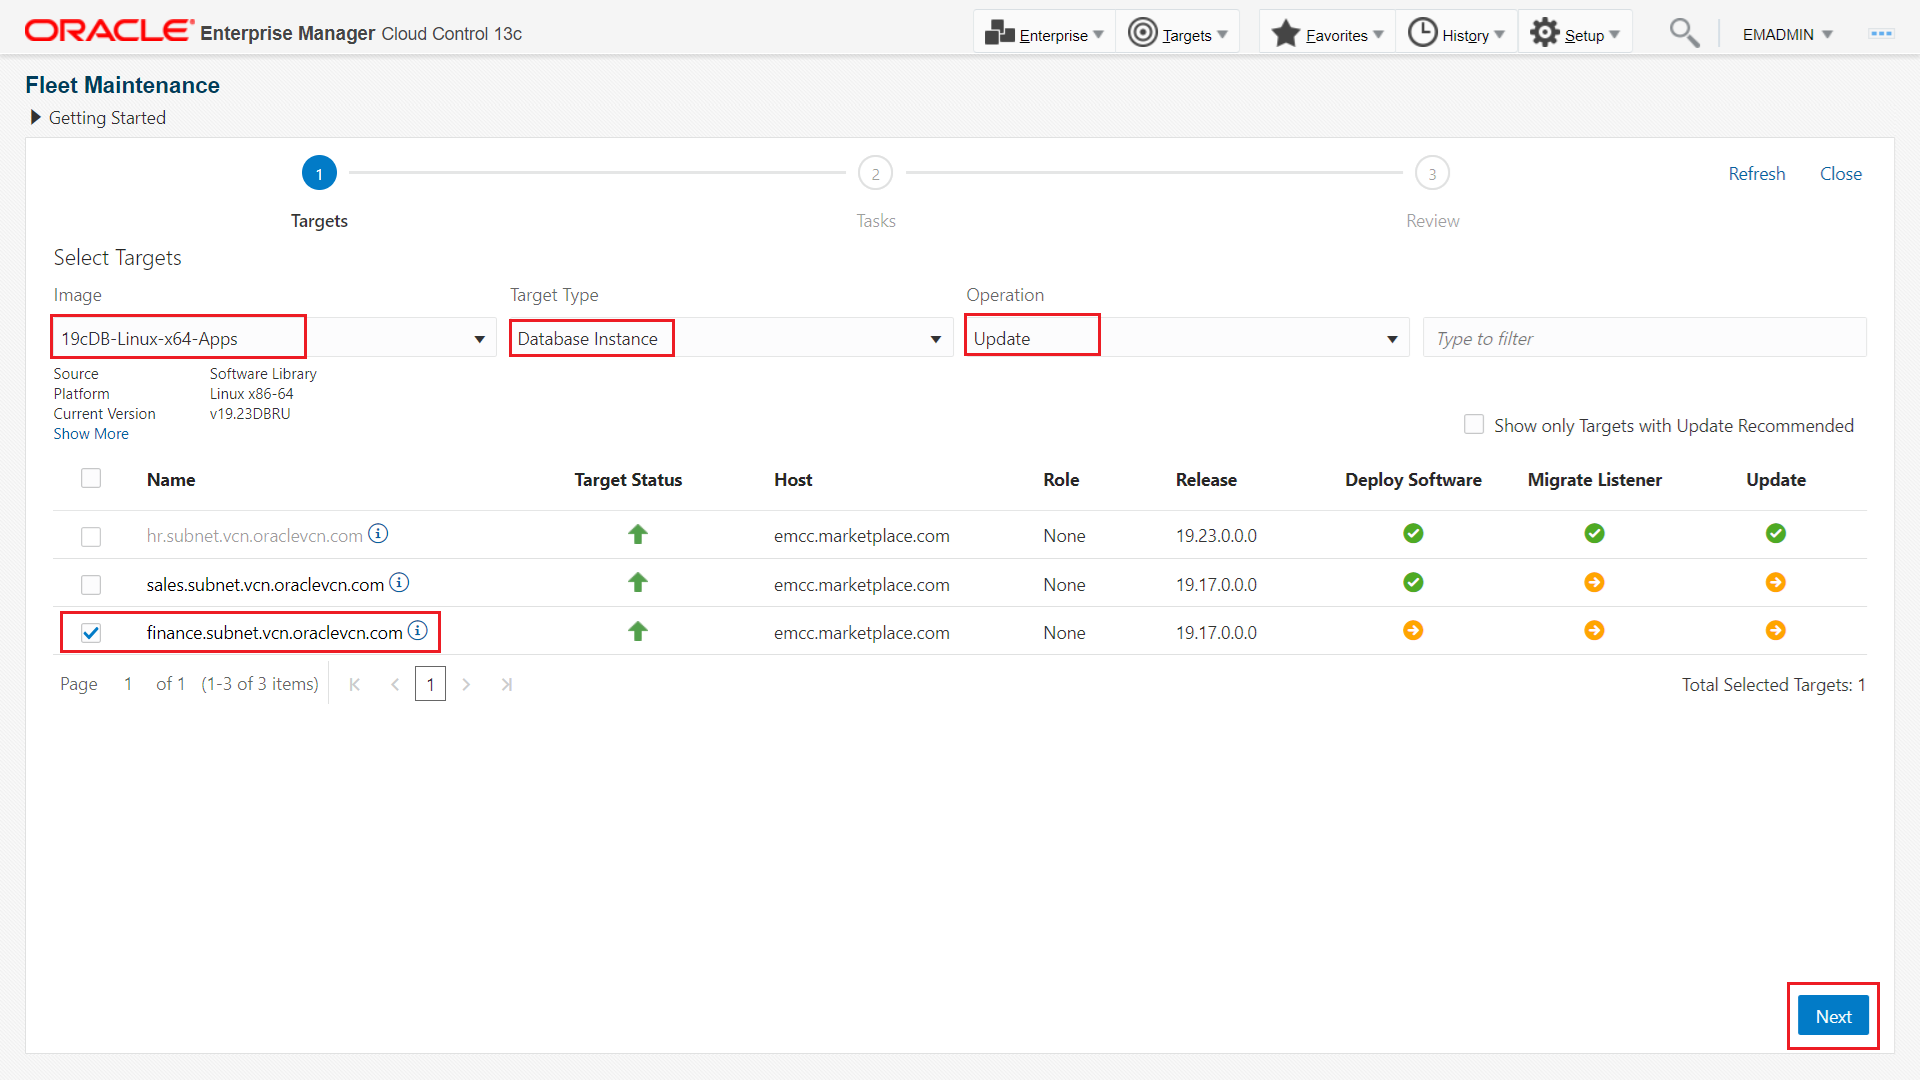 ORACLE Enterprise Manager Cloud Control 13c Enterprise Targets Favorites History Setup EMADMIN
Fleet Maintenance
Getting Started
1 2 3 Refresh Close
Targets Tasks Review
Select Targets
Image Target Type Operation
19cDB-Linux-x64-Apps Database Instance Update Type to filter
Source Software Library
Platform Linux x86-64
Current Version v19.23DBRU
Show More
Show only Targets with Update Recommended
Name Target Status Host Role Release Deploy Software Migrate Listener Update
hr.subnet.vcn.oraclevcn.com emcc.marketplace.com None 19.23.0.0.0
sales.subnet.vcn.oraclevcn.com emcc.marketplace.com None 19.17.0.0.0
finance.subnet.vcn.oraclevcn.com emcc.marketplace.com None 19.17.0.0.0
Page 1 of 1 (1-3 of 3 items) 1 Total Selected Targets: 1
Next